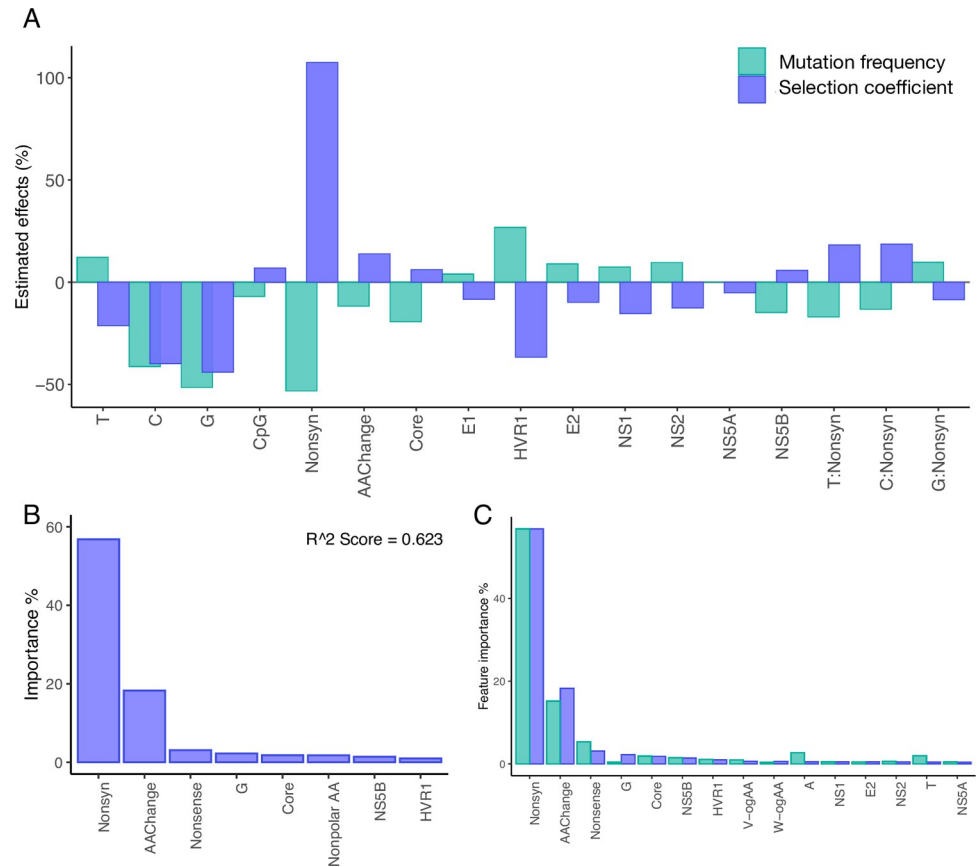 A
Mutation frequency
Selection coefficient
Estimated effects (%)
100
50
0
−50
T
C
G
CpG
Nonsyn
AAChange
Core
E1
HVR1
E2
NS1
NS2
NS5A
NS5B
T:Nonsyn
C:Nonsyn
G:Nonsyn
B
R^2 Score = 0.623
Importance %
60
40
20
0
Nonsyn
AAChange
Nonsense
G
Core
Nonpolar AA
NS5B
HVR1
C
Feature importance %
40
20
0
Nonsyn
AAChange
Nonsense
G
Core
NS5B
HVR1
V−ogAA
W−ogAA
A
NS1
E2
NS2
T
NS5A